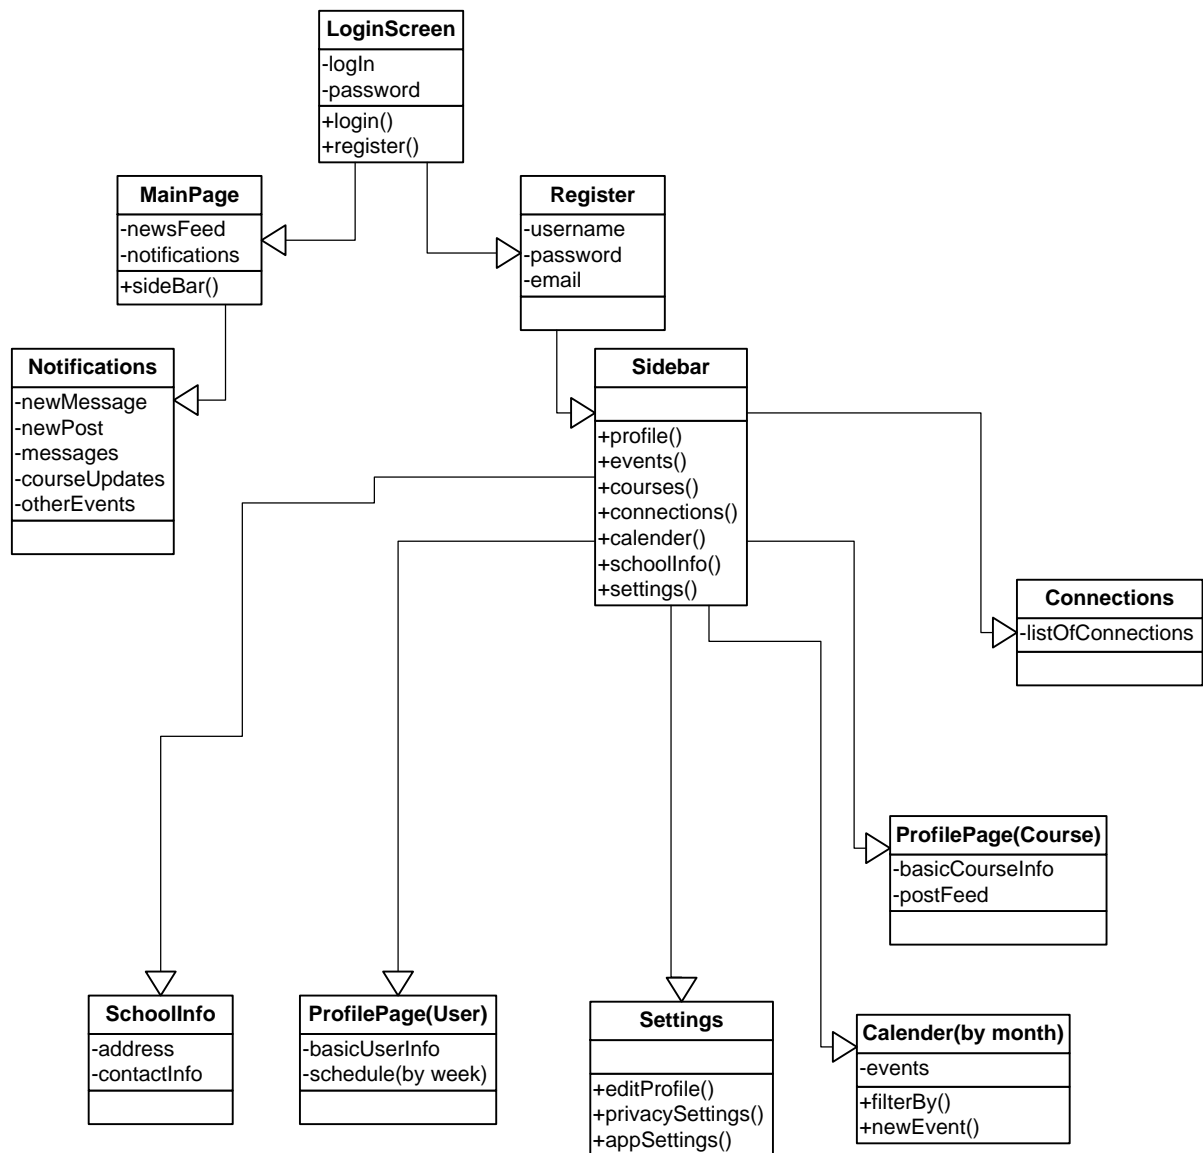 LoginScreen
-logIn
-password
+login()
+register()
MainPage
-newsFeed
-notifications
+sideBar()
Register
-username
-password
-email
Notifications
-newMessage
-newPost
-messages
-courseUpdates
-otherEvents
Sidebar
+profile()
+events()
+courses()
+connections()
+calender()
+schoolInfo()
+settings()
Connections
-listOfConnections
ProfilePage(Course)
-basicCourseInfo
-postFeed
SchoolInfo
-address
-contactInfo
ProfilePage(User)
-basicUserInfo
-schedule(by week)
Settings
+editProfile()
+privacySettings()
+appSettings()
Calender(by month)
-events
+filterBy()
+newEvent()